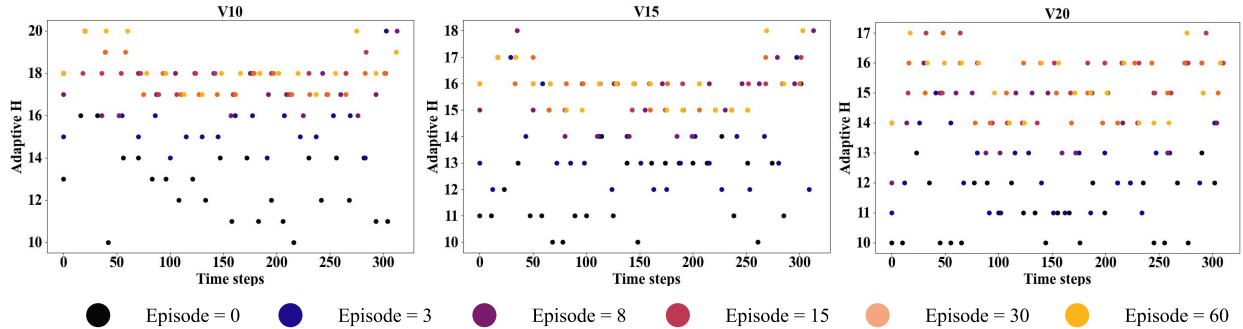 V10
V15
V20
Adaptive H
20
18
16
14
12
10
0
50
100
150
200
250
300
Time steps
Adaptive H
18
17
16
15
14
13
12
11
10
0
50
100
150
200
250
300
Time steps
Adaptive H
17
16
15
14
13
12
11
10
0
50
100
150
200
250
300
Time steps
Episode = 0
Episode = 3
Episode = 8
Episode = 15
Episode = 30
Episode = 60